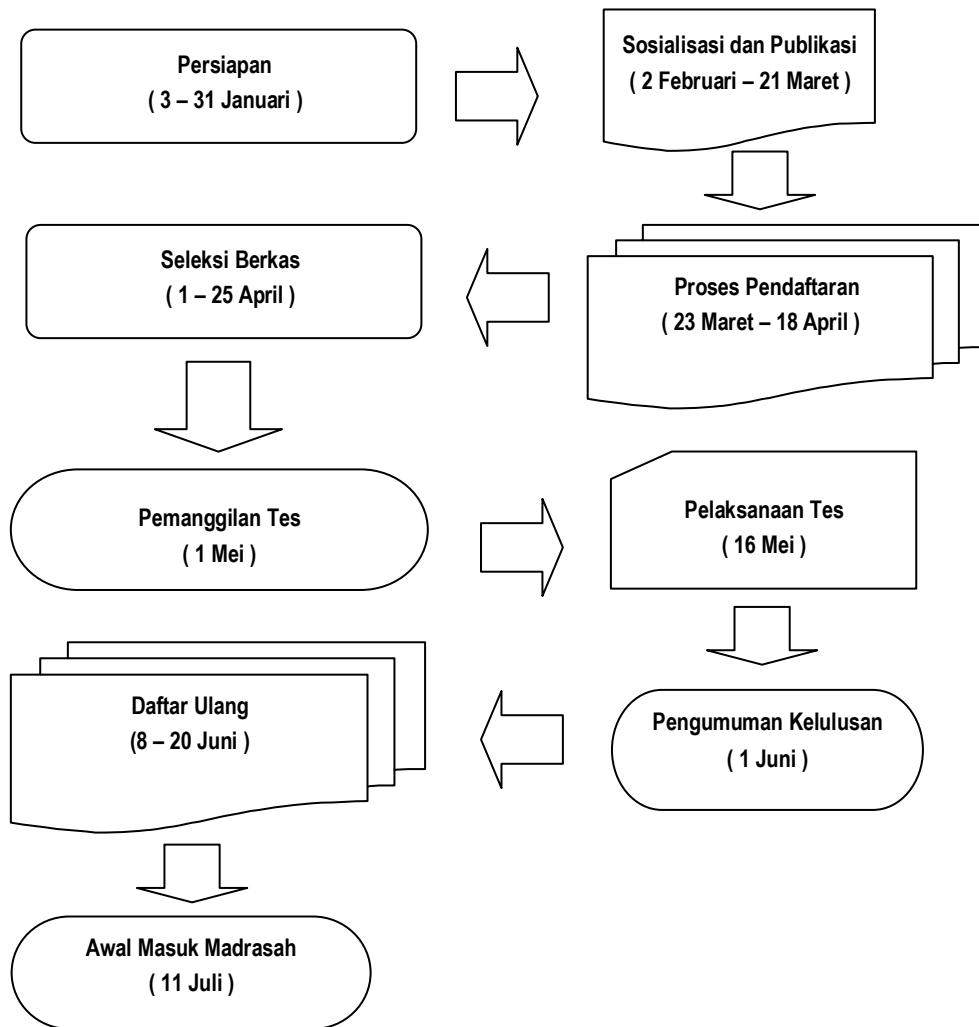 Persiapan
( 3 – 31 Januari )
Sosialisasi dan Publikasi
( 2 Februari – 21 Maret )
Proses Pendaftaran
( 23 Maret – 18 April )
Seleksi Berkas
( 1 – 25 April )
Pemanggilan Tes
( 1 Mei )
Pelaksanaan Tes
( 16 Mei )
Pengumuman Kelulusan
( 1 Juni )
Daftar Ulang
(8 – 20 Juni )
Awal Masuk Madrasah
( 11 Juli )